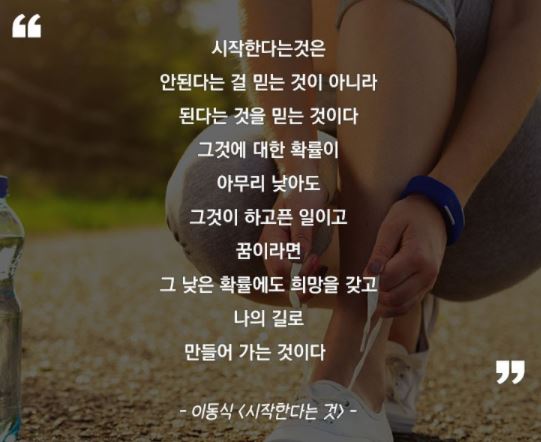 “
시작한다는것은
안된다는 걸 믿는 것이 아니라
된다는 것을 믿는 것이다
그것에 대한 확률이
아무리 낮아도
그것이 하고픈 일이고
꿈이라면
그 낮은 확률에도 희망을 갖고
나의 길로
만들어 가는 것이다
”
- 이동식 <시작한다는 것> -